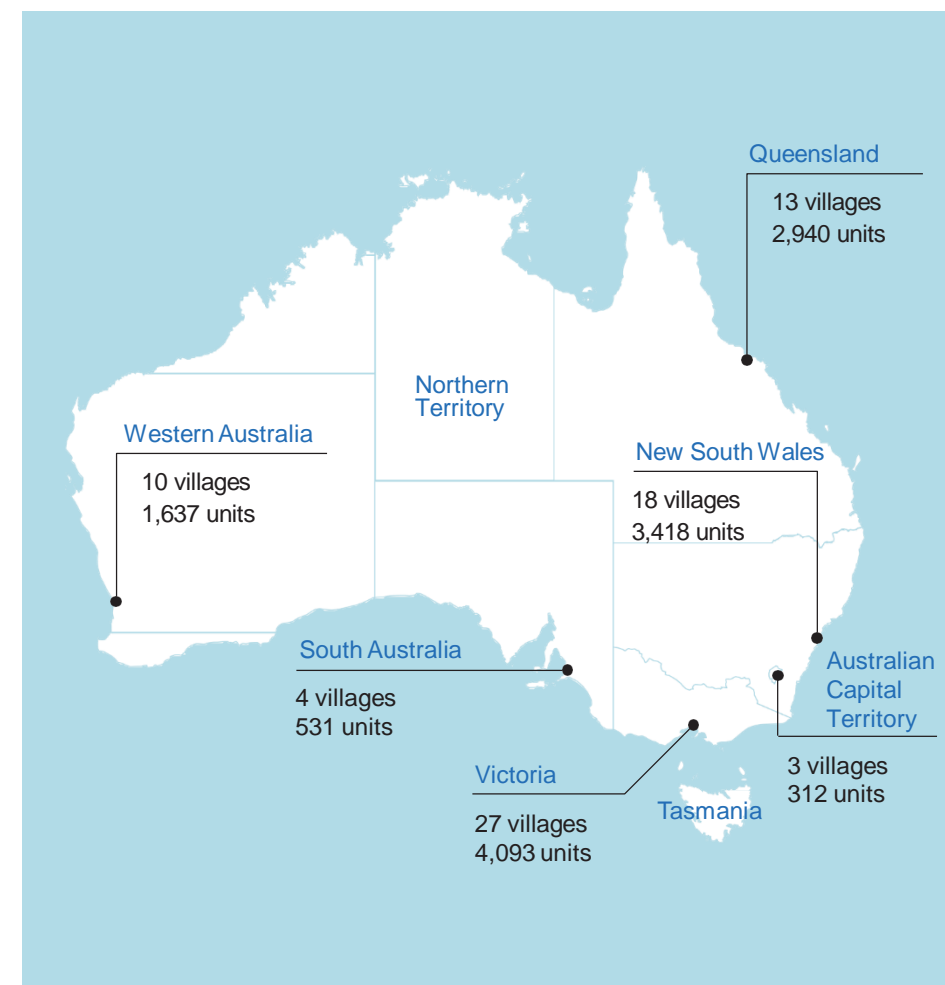 Queensland
13 villages
2,940 units
Northern
Territory
Western Australia
10 villages
1,637 units
New South Wales
18 villages
3,418 units
South Australia
4 villages
531 units
Australian
Capital
Territory
3 villages
312 units
Victoria
27 villages
4,093 units
Tasmania